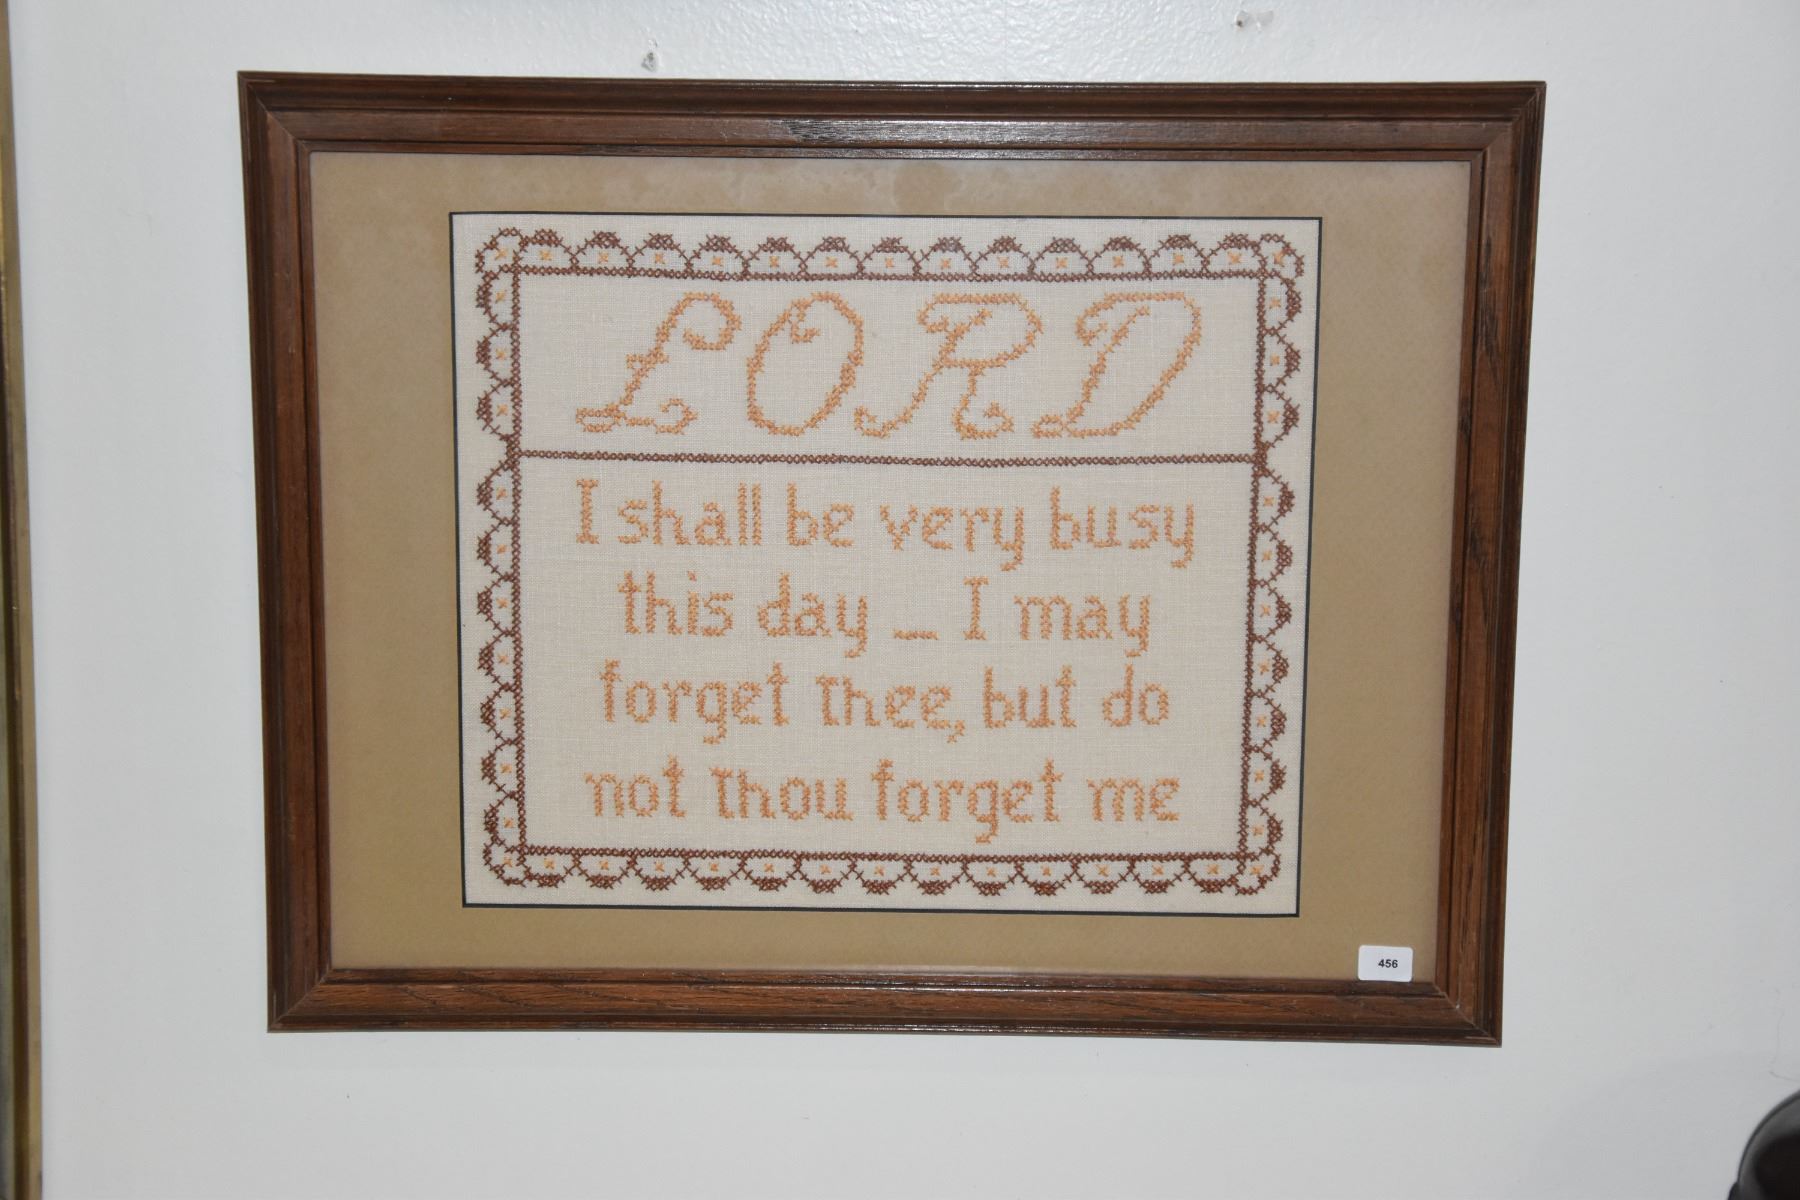 LORD
I shall be very busy
this day _ I may
forget thee, but do
not thou forget me
456